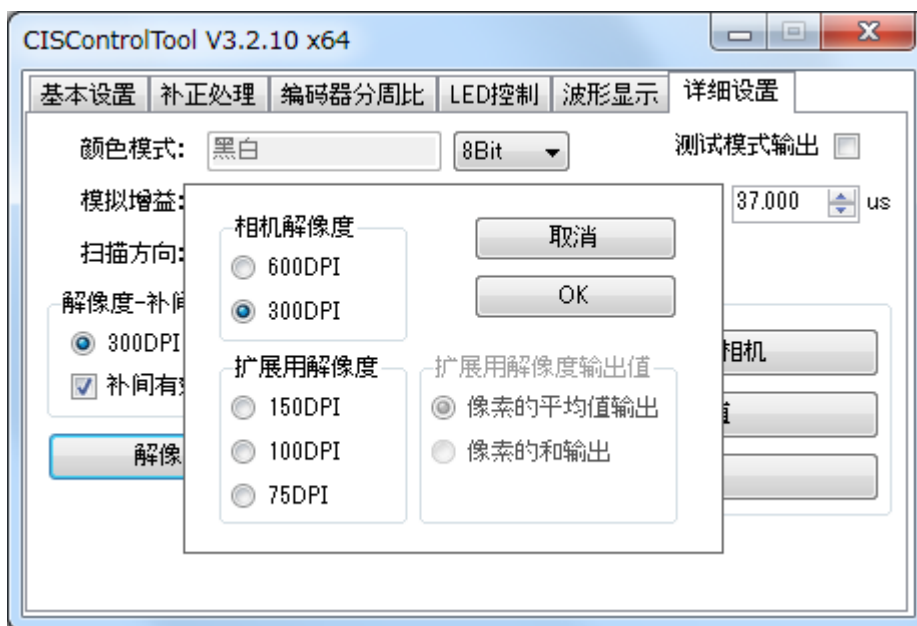 CISControlTool V3.2.10 x64
基本设置 补正处理 编码器分周比 LED控制 波形显示 详细设置
颜色模式: 黑白 8Bit 测试模式输出
模拟增益: 37.000 us
扫描方向:
解像度-补间
300DPI
补间有
解像
相机
值
相机解像度
600DPI
300DPI
取消
OK
扩展用解像度
150DPI
100DPI
75DPI
扩展用解像度输出值
像素的平均值输出
像素的和输出